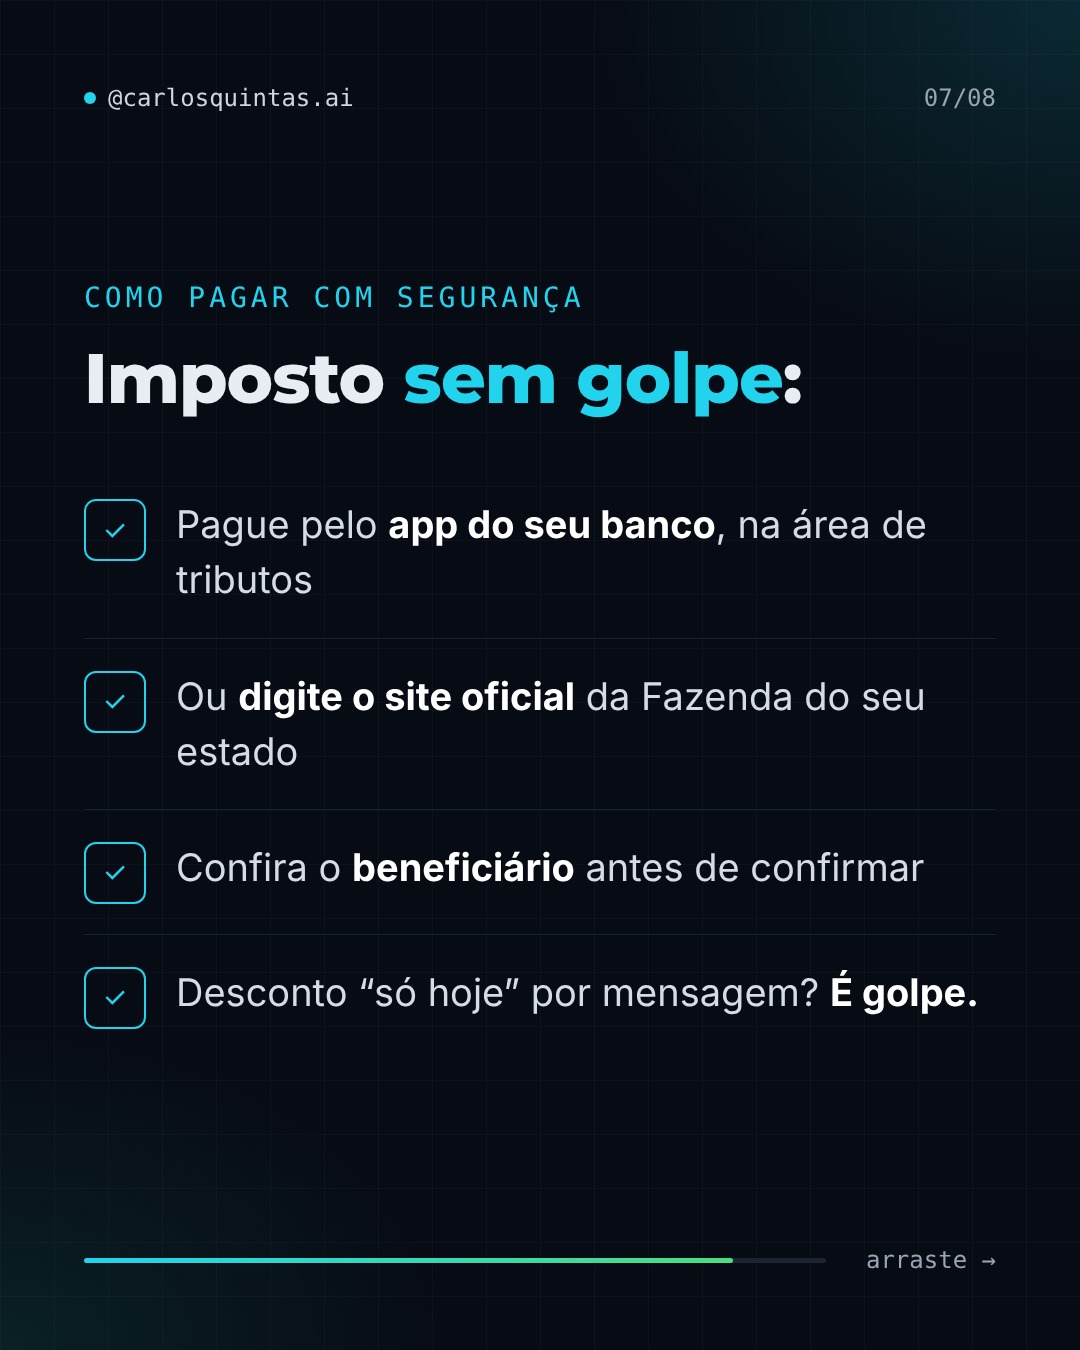 @carlosquintas.ai
07/08
COMO PAGAR COM SEGURANÇA
Imposto sem golpe:
Pague pelo app do seu banco, na área de
tributos
Ou digite o site oficial da Fazenda do seu
estado
Confira o beneficiário antes de confirmar
Desconto “só hoje” por mensagem? É golpe.
arraste →